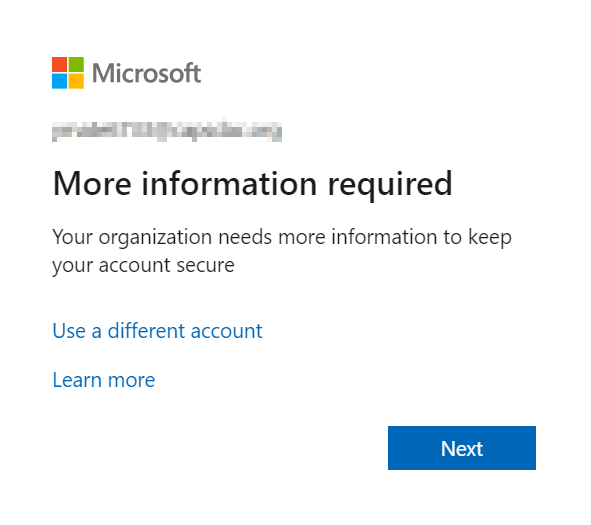 Microsoft
More information required
Your organization needs more information to keep
your account secure
Use a different account
Learn more
Next